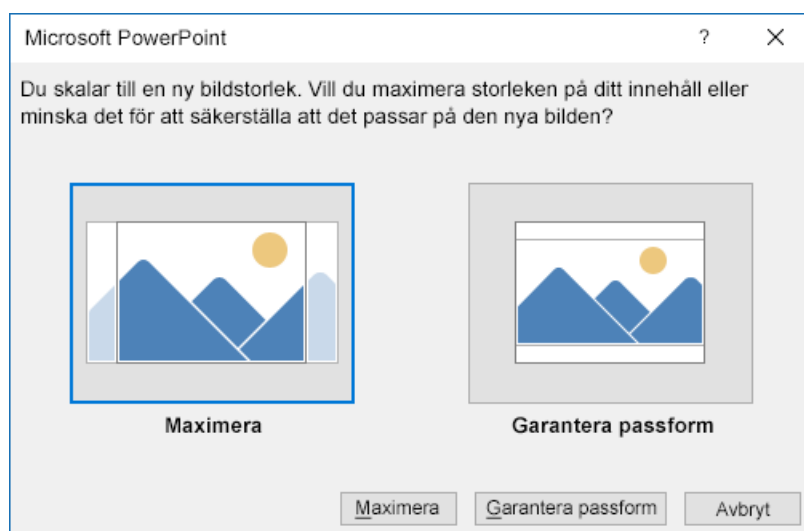 Microsoft PowerPoint ?
Du skalar till en ny bildstorlek. Vill du maximera storleken på ditt innehåll eller
minska det för att säkerställa att det passar på den nya bilden?
Maximera Garantera passform
Maximera Garantera passform Avbryt